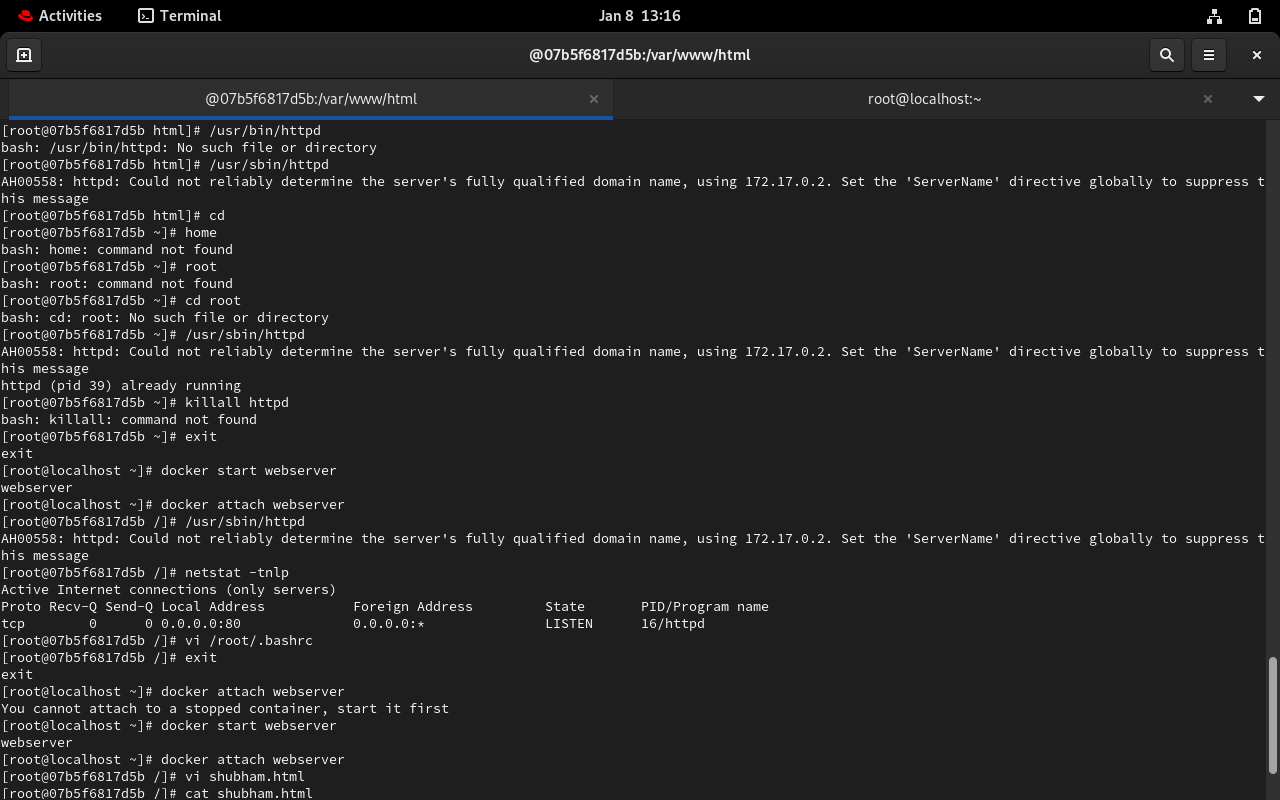 Activities Terminal Jan 8 13:16
@07b5f6817d5b:/var/www/html
@07b5f6817d5b:/var/www/html root@localhost:~
[root@07b5f6817d5b html]# /usr/bin/httpd
bash: /usr/bin/httpd: No such file or directory
[root@07b5f6817d5b html]# /usr/sbin/httpd
AH00558: httpd: Could not reliably determine the server's fully qualified domain name, using 172.17.0.2. Set the 'ServerName' directive globally to suppress t
his message
[root@07b5f6817d5b html]# cd
[root@07b5f6817d5b ~]# home
bash: home: command not found
[root@07b5f6817d5b ~]# root
bash: root: command not found
[root@07b5f6817d5b ~]# cd root
bash: cd: root: No such file or directory
[root@07b5f6817d5b ~]# /usr/sbin/httpd
AH00558: httpd: Could not reliably determine the server's fully qualified domain name, using 172.17.0.2. Set the 'ServerName' directive globally to suppress t
his message
httpd (pid 39) already running
[root@07b5f6817d5b ~]# killall httpd
bash: killall: command not found
[root@07b5f6817d5b ~]# exit
exit
[root@localhost ~]# docker start webserver
webserver
[root@localhost ~]# docker attach webserver
[root@07b5f6817d5b /]# /usr/sbin/httpd
AH00558: httpd: Could not reliably determine the server's fully qualified domain name, using 172.17.0.2. Set the 'ServerName' directive globally to suppress t
his message
[root@07b5f6817d5b /]# netstat -tnlp
Active Internet connections (only servers)
Proto Recv-Q Send-Q Local Address           Foreign Address         State       PID/Program name
tcp        0      0 0.0.0.0:80              0.0.0.0:*               LISTEN      16/httpd
[root@07b5f6817d5b /]# vi /root/.bashrc
[root@07b5f6817d5b /]# exit
exit
[root@localhost ~]# docker attach webserver
You cannot attach to a stopped container, start it first
[root@localhost ~]# docker start webserver
webserver
[root@localhost ~]# docker attach webserver
[root@07b5f6817d5b /]# vi shubham.html
[root@07b5f6817d5b /]# cat shubham.html